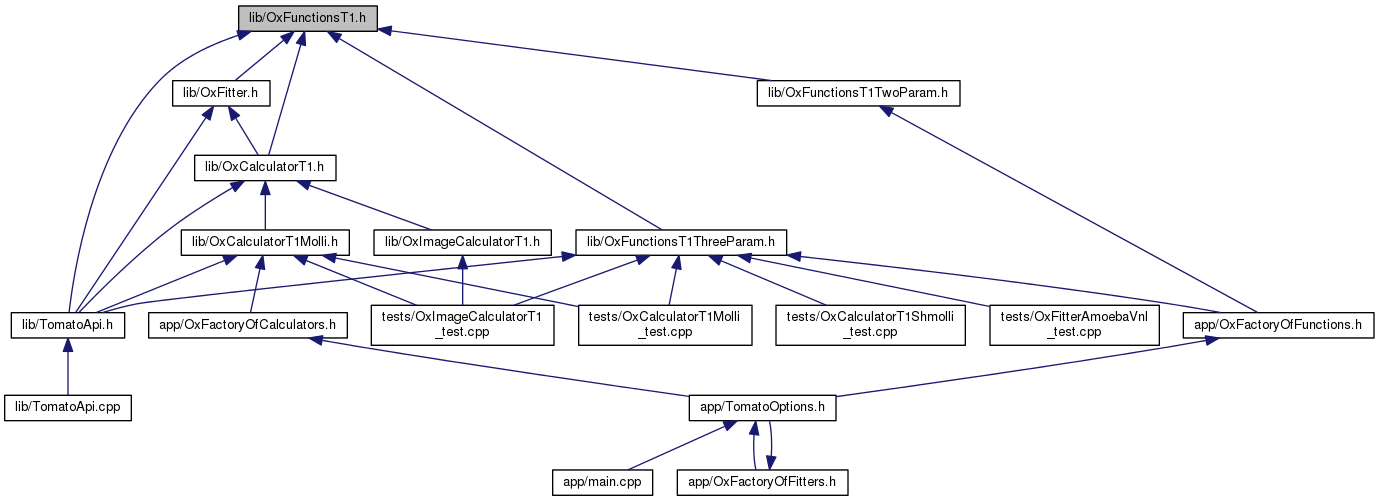 lib/OxFunctionsT1.h
lib/OxFitter.h
lib/OxFunctionsT1TwoParam.h
lib/OxCalculatorT1.h
lib/OxCalculatorT1Molli.h
lib/OxImageCalculatorT1.h
lib/OxFunctionsT1ThreeParam.h
lib/TomatoApi.h
app/OxFactoryOfCalculators.h
tests/OxImageCalculatorT1
_test.cpp
tests/OxCalculatorT1Molli
_test.cpp
tests/OxCalculatorT1Shmolli
_test.cpp
tests/OxFitterAmoebaVnl
_test.cpp
app/OxFactoryOfFunctions.h
lib/TomatoApi.cpp
app/TomatoOptions.h
app/main.cpp
app/OxFactoryOfFitters.h